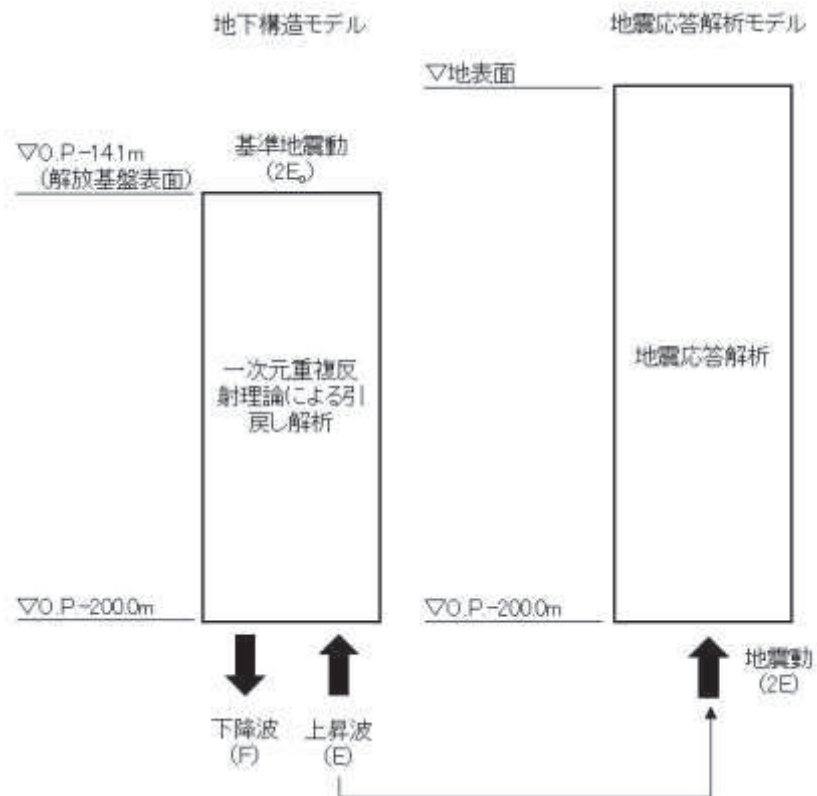 地下構造モデル
地震応答解析モデル
▽地表面
▽O.P-14.1m
(解放基盤表面)
基準地震動
(2E₀)
一次元重複反
射理論による引
戻し解析
地震応答解析
▽O.P-200.0m
▽O.P-200.0m
下降波
(F)
上昇波
(E)
地震動
(2E)